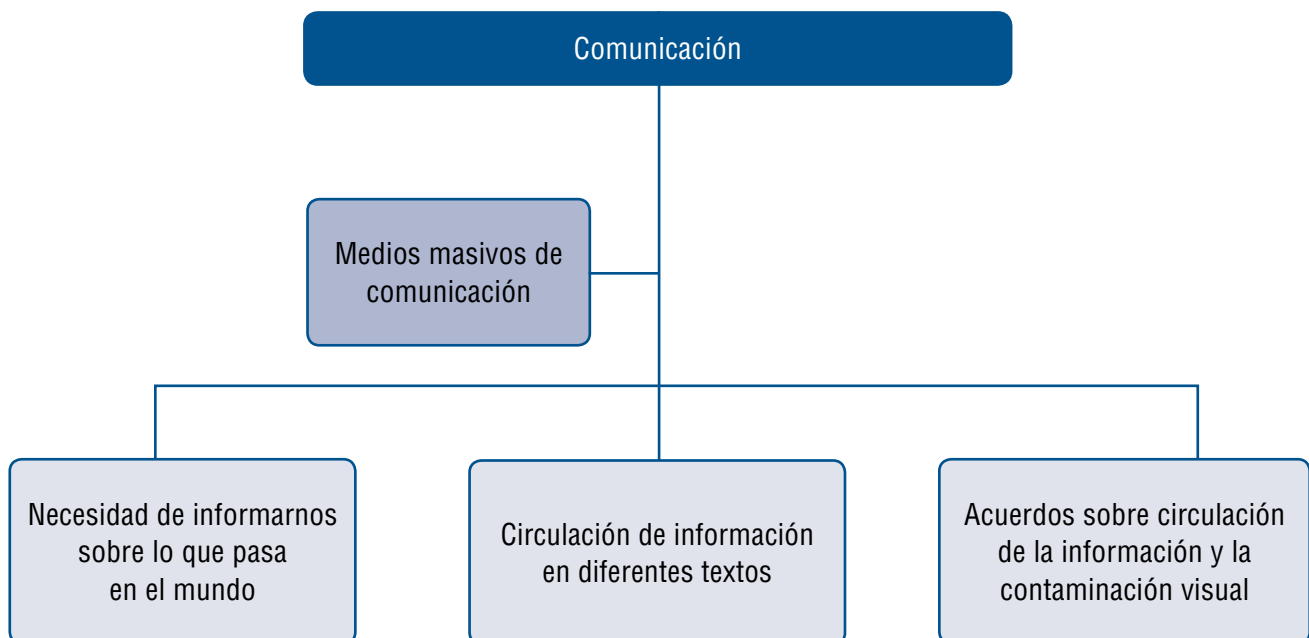 Comunicación
Medios masivos de
comunicación
Necesidad de informarnos
sobre lo que pasa
en el mundo
Circulación de información
en diferentes textos
Acuerdos sobre circulación
de la información y la
contaminación visual